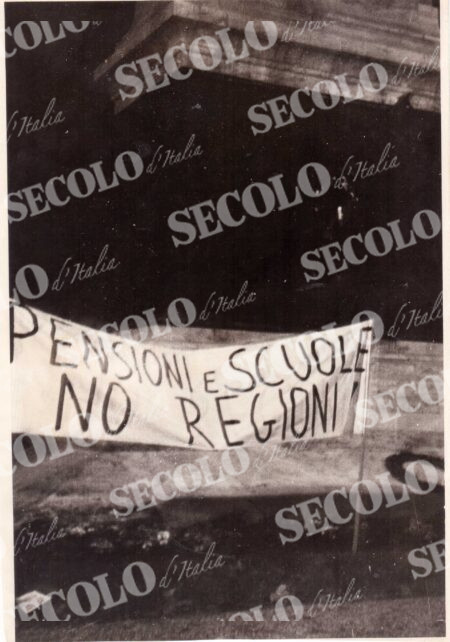 PENSIONI E SCUOLE
NO REGIONI!
SECOLO d'Italia